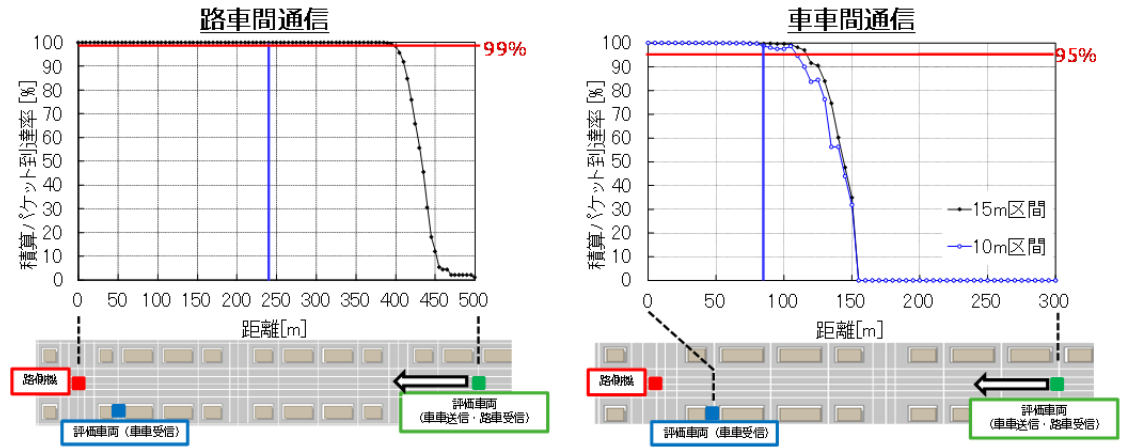 路車間通信
99%
積算パケット到達率 [%]
100
90
80
70
60
50
40
30
20
10
0
0 50 100 150 200 250 300 350 400 450 500
距離[m]
路側機
評価車両（車車受信）
評価車両
（車車送信・路車受信）
車車間通信
95%
積算パケット到達率 [%]
100
90
80
70
60
50
40
30
20
10
0
15m区間
10m区間
0 50 100 150 200 250 300
距離[m]
路側機
評価車両（車車受信）
評価車両
（車車送信・路車受信）